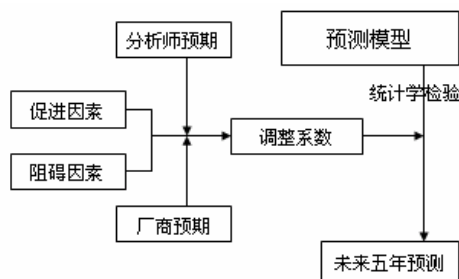 分析师预期
预测模型
统计学检验
促进因素
调整系数
阻碍因素
厂商预期
未来五年预测